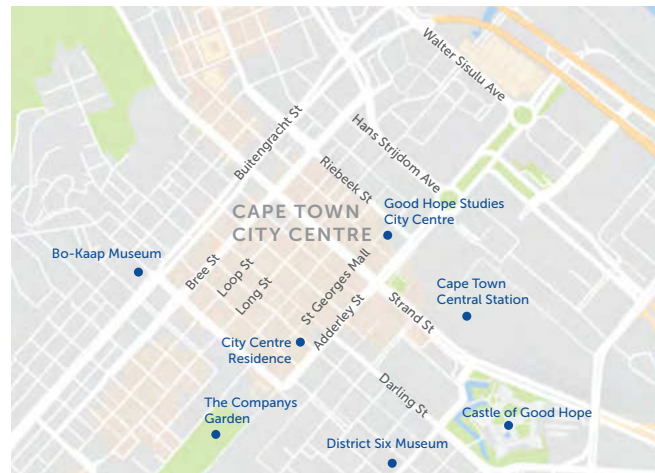 Walter Sisulu Ave
Buitengracht St
Hans Strijdom Ave
Riebeek St
CAPE TOWN
CITY CENTRE
Good Hope Studies
City Centre
Bo-Kaap Museum
Bree St
Loop St
Long St
St Georges Mall
Cape Town
Central Station
Adderley St
Strand St
City Centre
Residence
Darling St
The Companys
Garden
Castle of Good Hope
District Six Museum